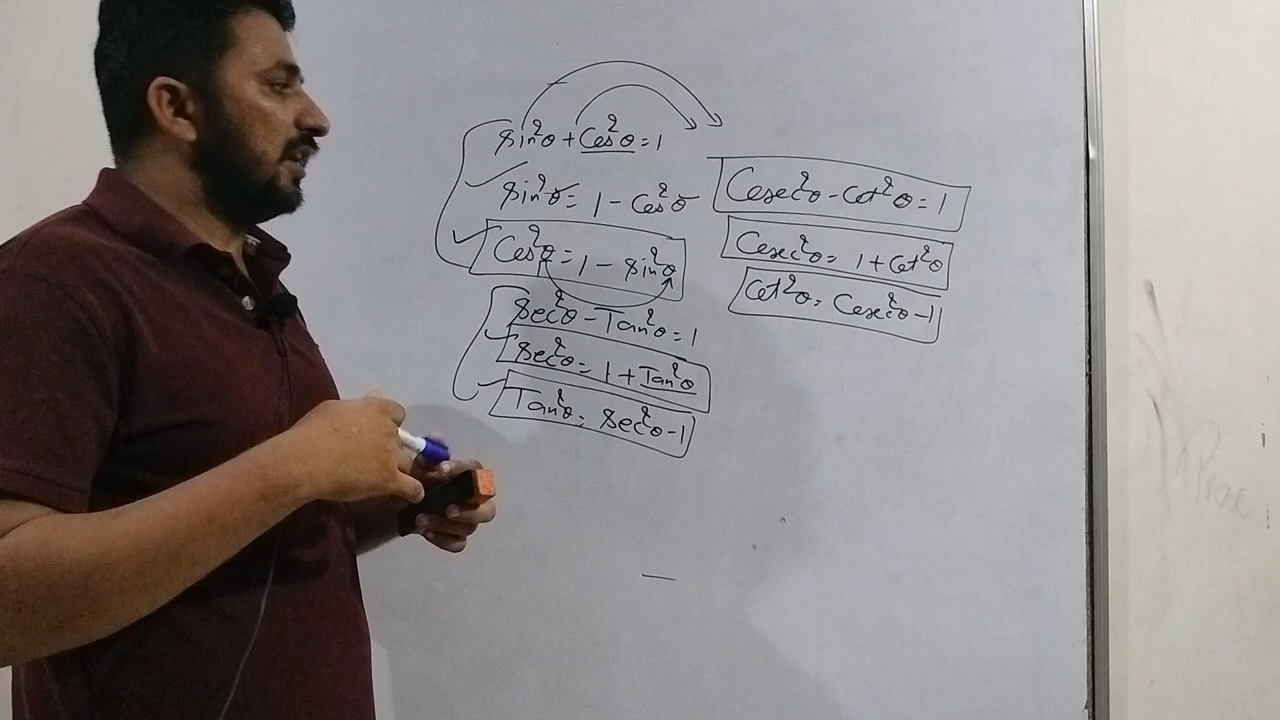 sin²θ + Cos²θ = 1
sin²θ = 1 - Cos²θ
Cos²θ = 1 - sin²θ
sec²θ - Tan²θ = 1
sec²θ = 1 + Tan²θ
Tan²θ = sec²θ - 1
Cosec²θ - Cot²θ = 1
Cosec²θ = 1 + Cot²θ
Cot²θ = Cosec²θ - 1